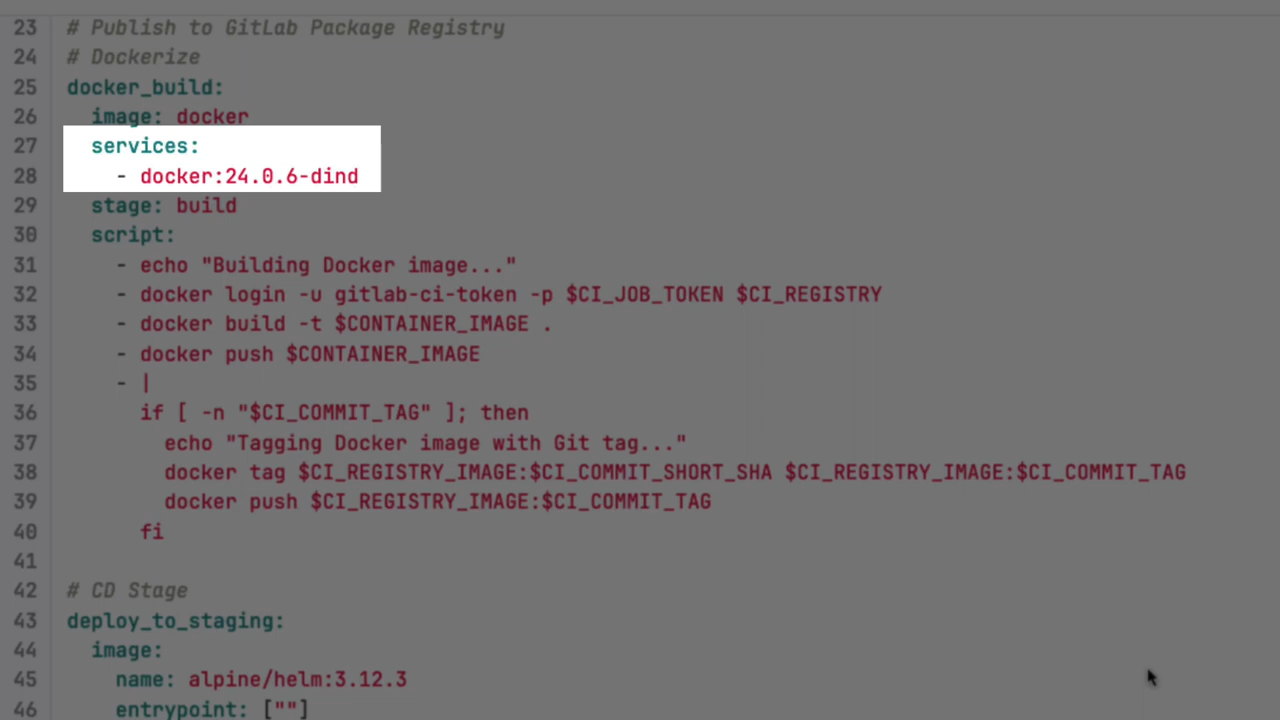 23 # Publish to GitLab Package Registry
24 # Dockerize
25 docker_build:
26   image: docker
27   services:
28     - docker:24.0.6-dind
29   stage: build
30   script:
31     - echo "Building Docker image..."
32     - docker login -u gitlab-ci-token -p $CI_JOB_TOKEN $CI_REGISTRY
33     - docker build -t $CONTAINER_IMAGE .
34     - docker push $CONTAINER_IMAGE
35     - |
36       if [ -n "$CI_COMMIT_TAG" ]; then
37         echo "Tagging Docker image with Git tag..."
38         docker tag $CI_REGISTRY_IMAGE:$CI_COMMIT_SHORT_SHA $CI_REGISTRY_IMAGE:$CI_COMMIT_TAG
39         docker push $CI_REGISTRY_IMAGE:$CI_COMMIT_TAG
40       fi
41
42 # CD Stage
43 deploy_to_staging:
44   image:
45     name: alpine/helm:3.12.3
46     entrypoint: [""]